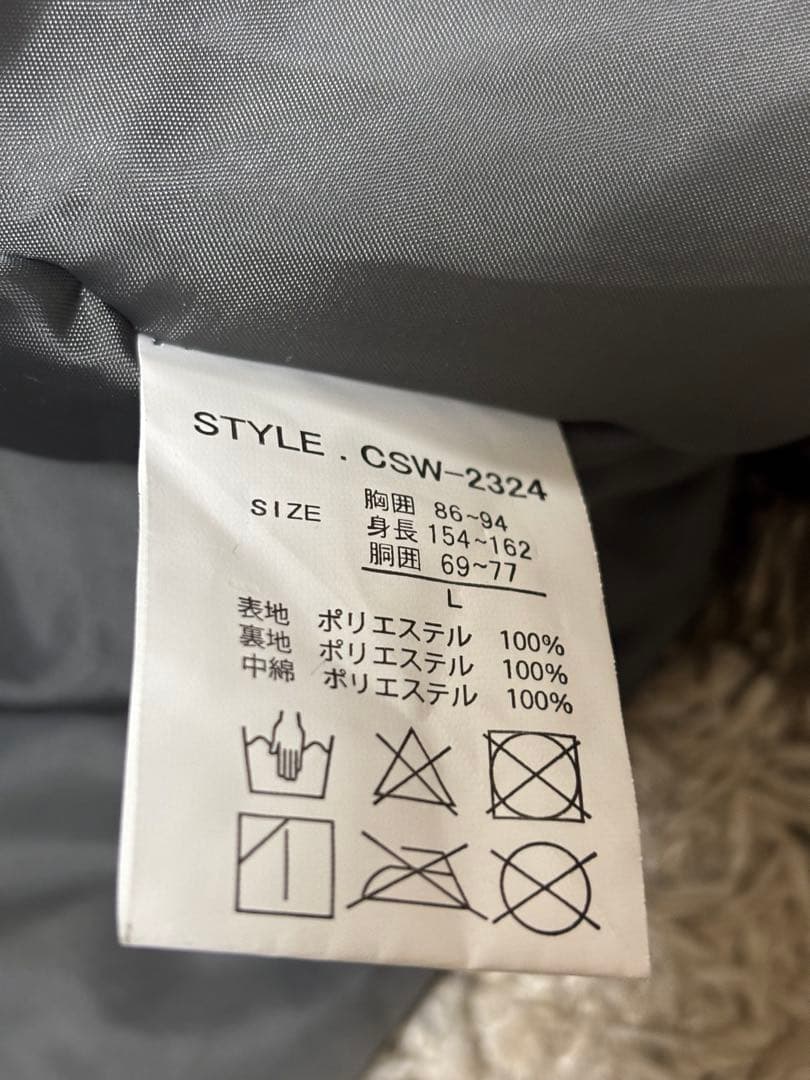 STYLE . CSW-2324
SIZE 胸囲 86~94
身長 154~162
胴囲 69~77
L
表地 ポリエステル 100%
裏地 ポリエステル 100%
中綿 ポリエステル 100%